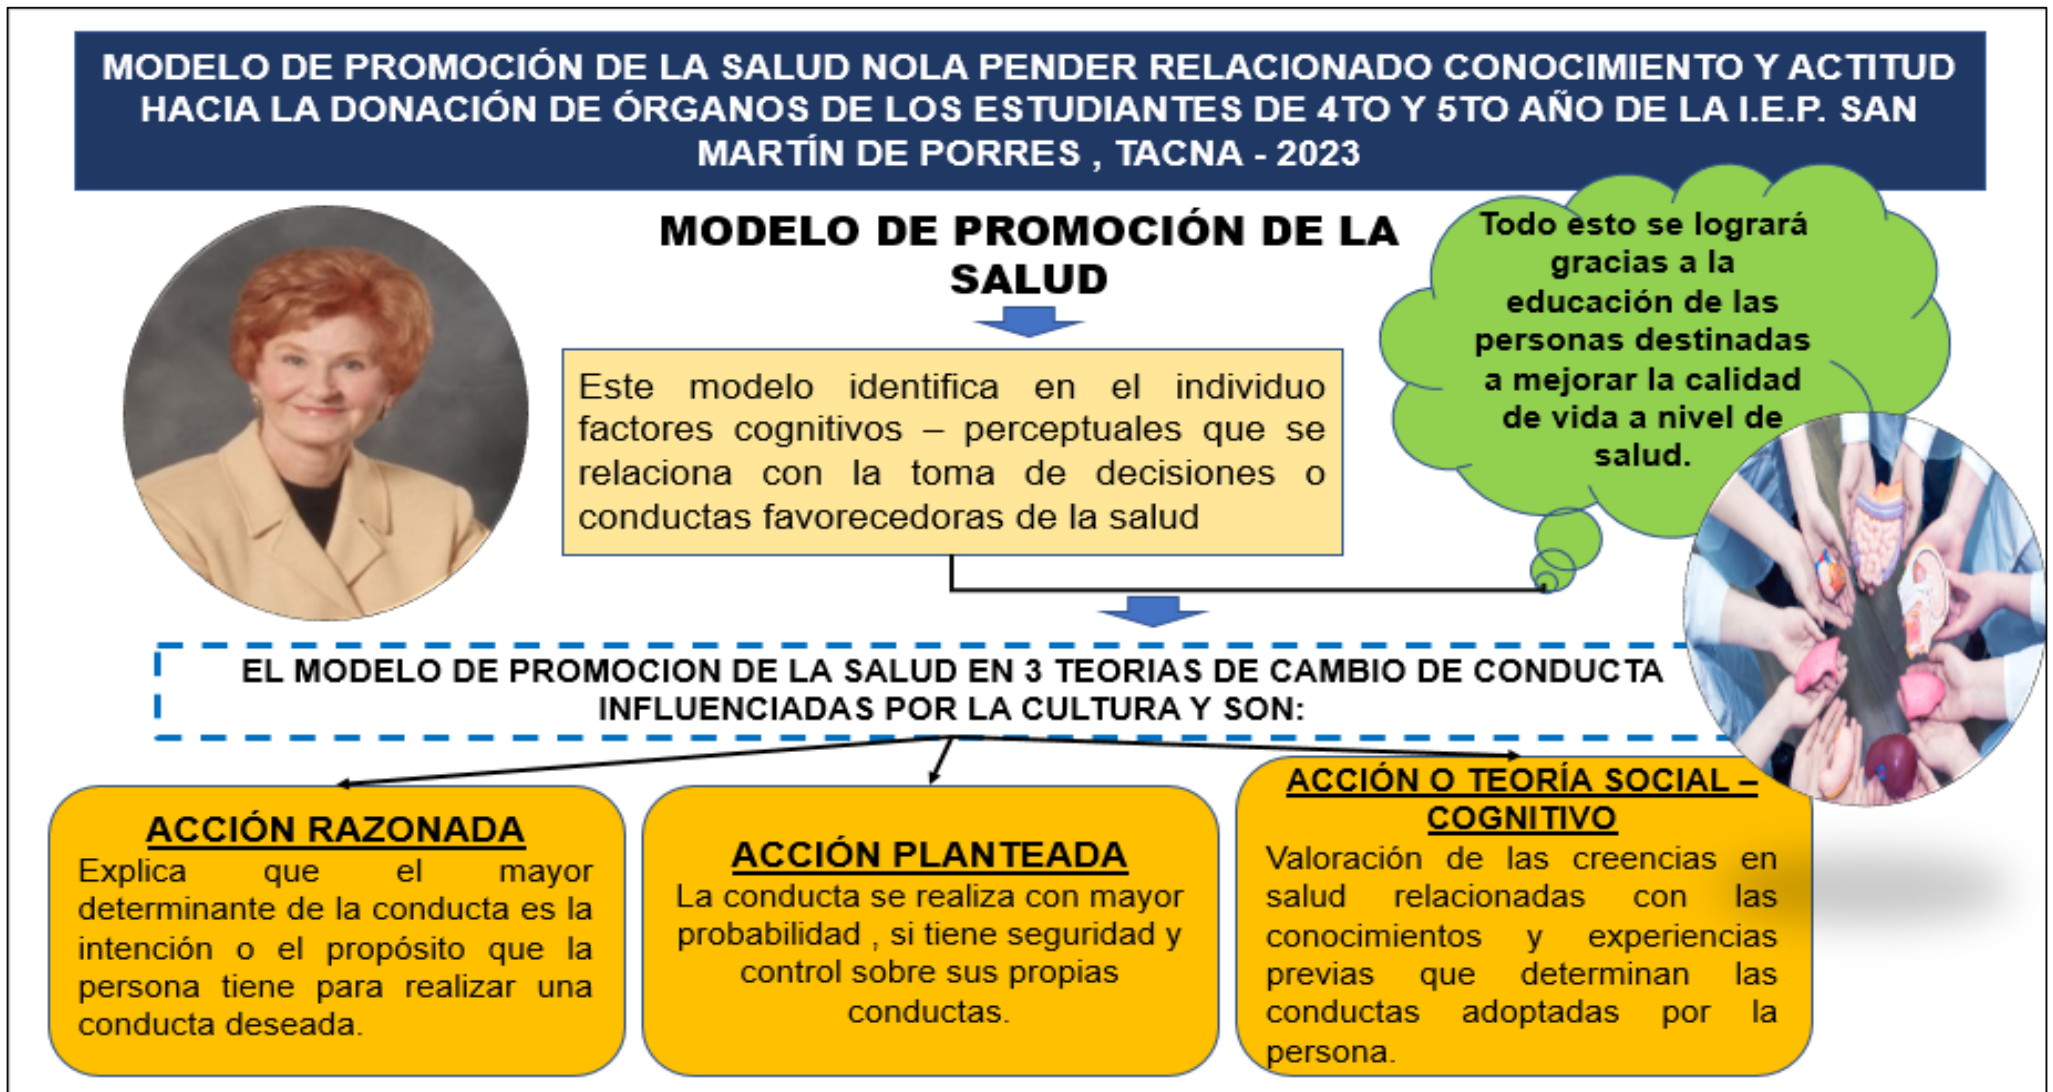 MODELO DE PROMOCIÓN DE LA SALUD NOLA PENDER RELACIONADO CONOCIMIENTO Y ACTITUD
HACIA LA DONACIÓN DE ÓRGANOS DE LOS ESTUDIANTES DE 4TO Y 5TO AÑO DE LA I.E.P. SAN
MARTÍN DE PORRES , TACNA - 2023
MODELO DE PROMOCIÓN DE LA
SALUD
Este modelo identifica en el individuo
factores cognitivos – perceptuales que se
relaciona con la toma de decisiones o
conductas favorecedoras de la salud
Todo esto se logrará
gracias a la
educación de las
personas destinadas
a mejorar la calidad
de vida a nivel de
salud.
EL MODELO DE PROMOCION DE LA SALUD EN 3 TEORIAS DE CAMBIO DE CONDUCTA
INFLUENCIADAS POR LA CULTURA Y SON:
ACCIÓN RAZONADA
Explica que el mayor
determinante de la conducta es la
intención o el propósito que la
persona tiene para realizar una
conducta deseada.
ACCIÓN PLANTEADA
La conducta se realiza con mayor
probabilidad , si tiene seguridad y
control sobre sus propias
conductas.
ACCIÓN O TEORÍA SOCIAL –
COGNITIVO
Valoración de las creencias en
salud relacionadas con las
conocimientos y experiencias
previas que determinan las
conductas adoptadas por la
persona.